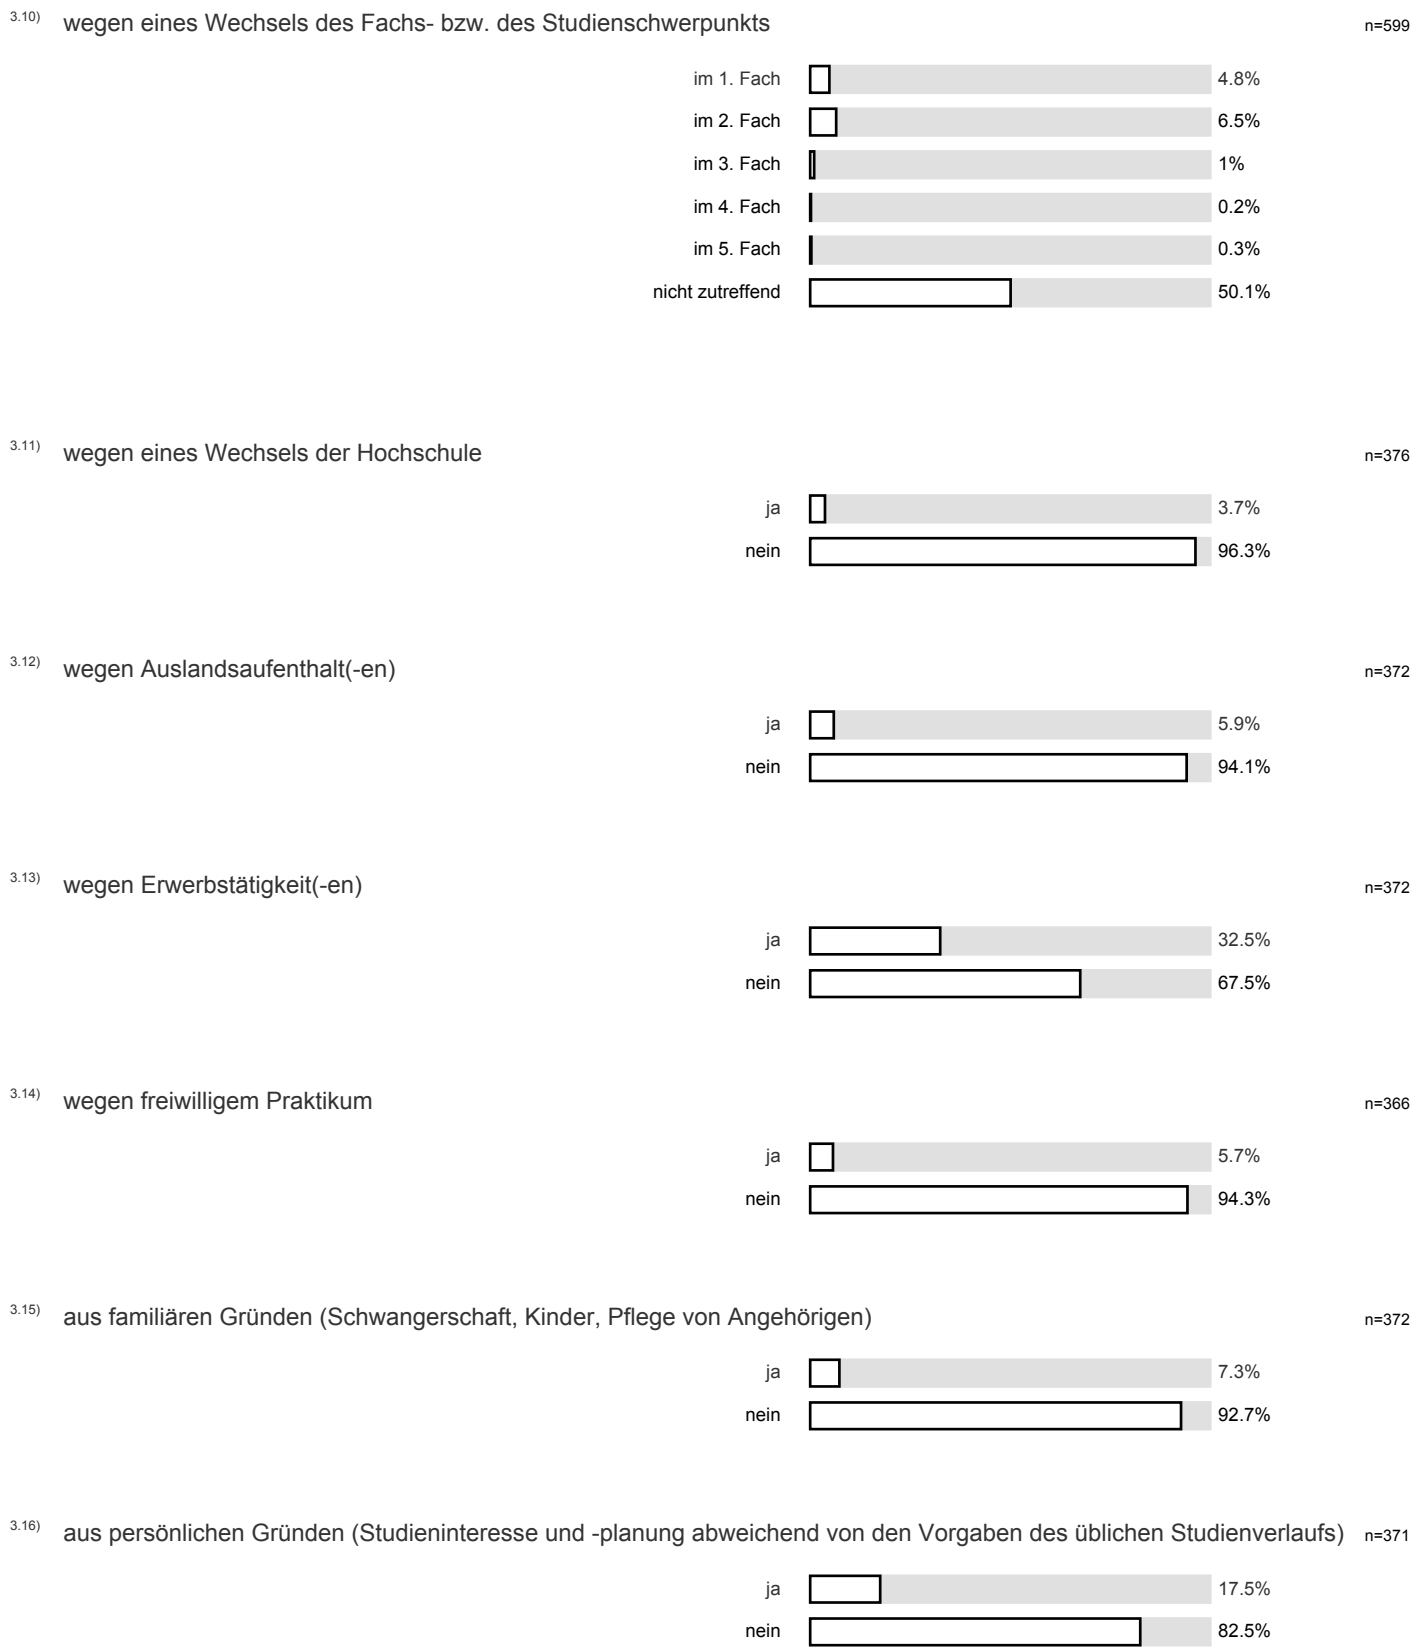 3.10) wegen eines Wechsels des Fachs- bzw. des Studienschwerpunkts n=599
im 1. Fach 4.8%
im 2. Fach 6.5%
im 3. Fach 1%
im 4. Fach 0.2%
im 5. Fach 0.3%
nicht zutreffend 50.1%
3.11) wegen eines Wechsels der Hochschule n=376
ja 3.7%
nein 96.3%
3.12) wegen Auslandsaufenthalt(-en) n=372
ja 5.9%
nein 94.1%
3.13) wegen Erwerbstätigkeit(-en) n=372
ja 32.5%
nein 67.5%
3.14) wegen freiwilligem Praktikum n=366
ja 5.7%
nein 94.3%
3.15) aus familiären Gründen (Schwangerschaft, Kinder, Pflege von Angehörigen) n=372
ja 7.3%
nein 92.7%
3.16) aus persönlichen Gründen (Studieninteresse und -planung abweichend von den Vorgaben des üblichen Studienverlaufs) n=371
ja 17.5%
nein 82.5%